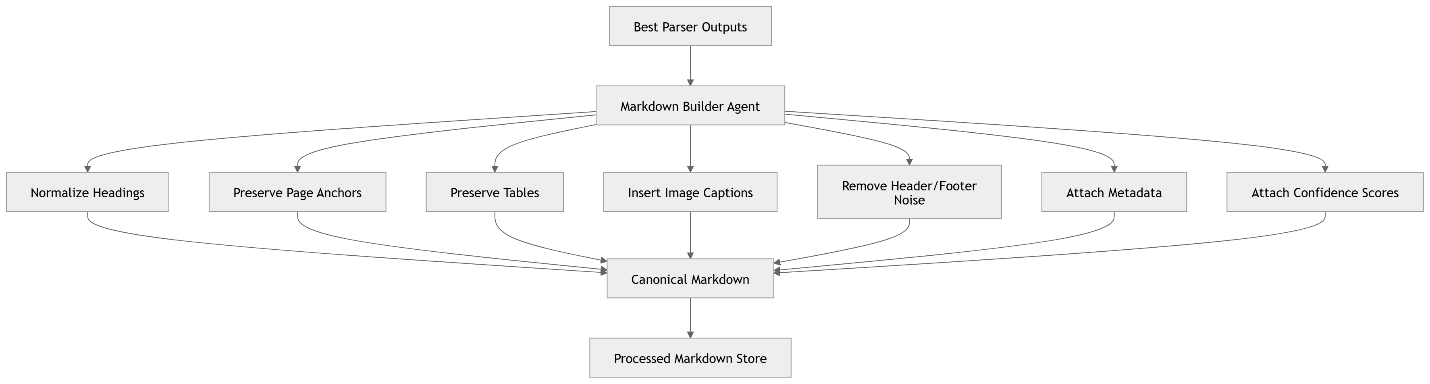 Best Parser Outputs
Markdown Builder Agent
Normalize Headings
Preserve Page Anchors
Preserve Tables
Insert Image Captions
Remove Header/Footer
Noise
Attach Metadata
Attach Confidence Scores
Canonical Markdown
Processed Markdown Store